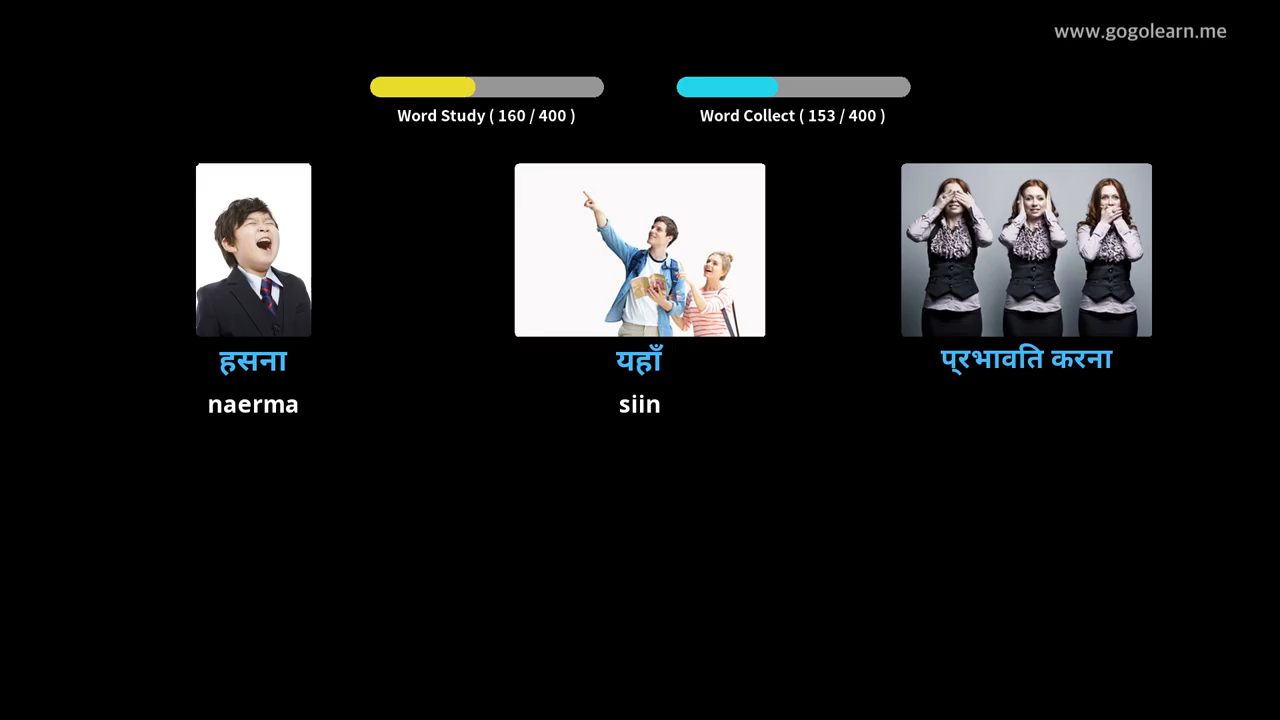 www.gogolearn.me
Word Study ( 160 / 400 )
Word Collect ( 153 / 400 )
हसना
यहाँ
प्रभावति करना
naerma
siin